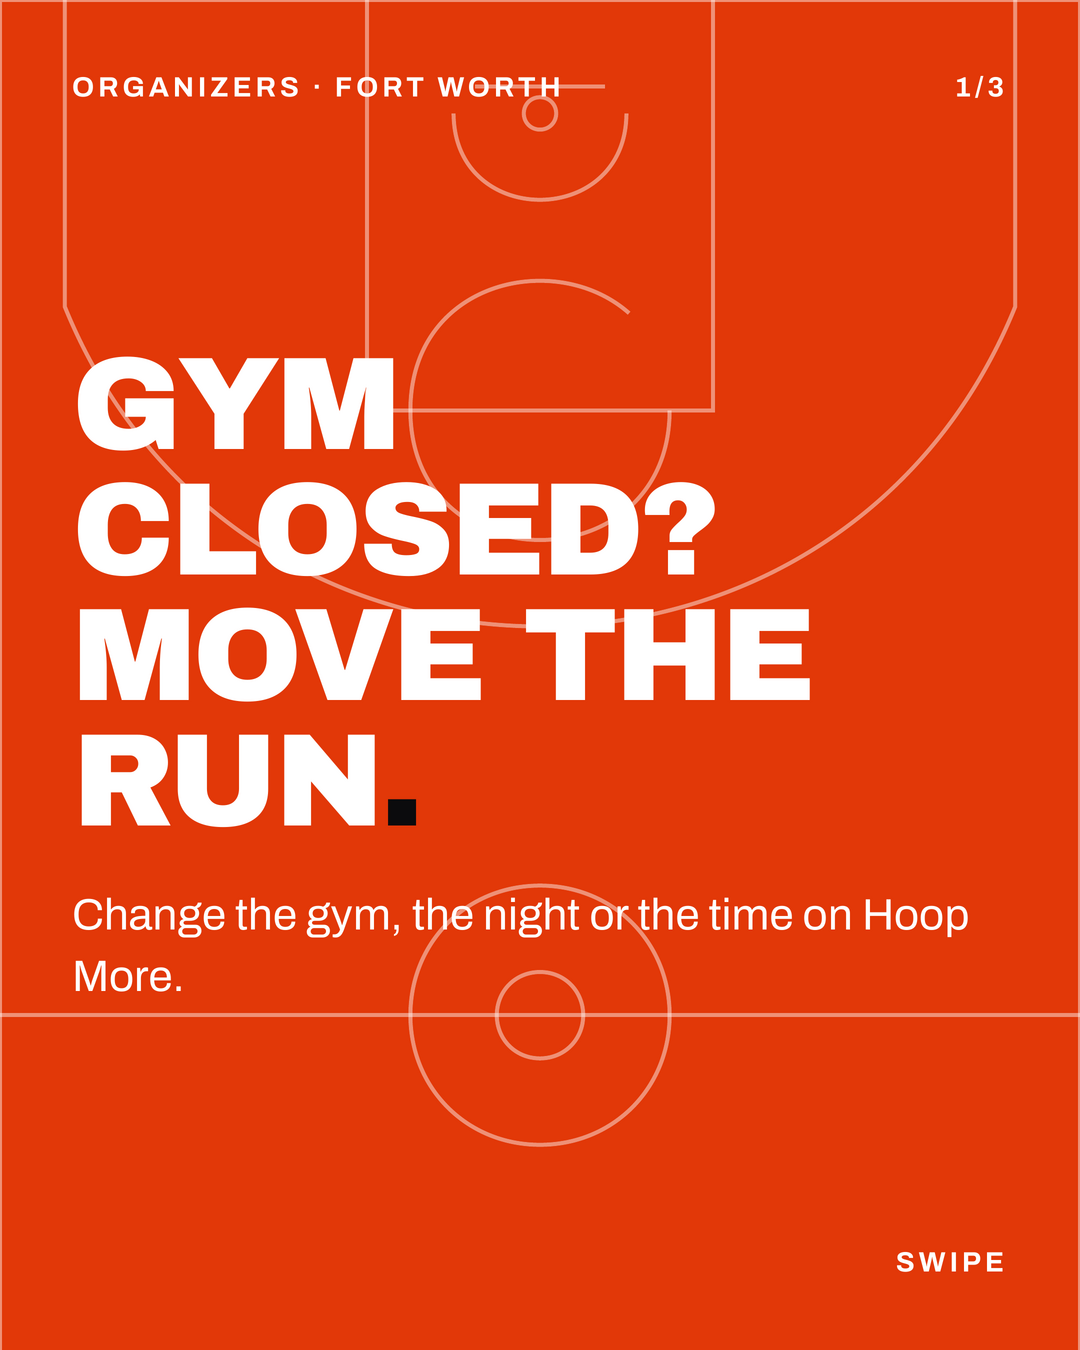 ORGANIZERS · FORT WORTH
1/3
GYM
CLOSED?
MOVE THE
RUN.
Change the gym, the night or the time on Hoop
More.
SWIPE